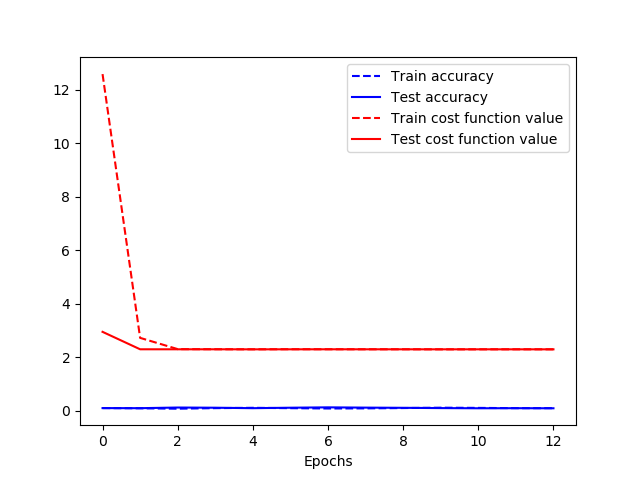 Train accuracy
Test accuracy
Train cost function value
Test cost function value
12
10
8
6
4
2
0
0 2 4 6 8 10 12
Epochs